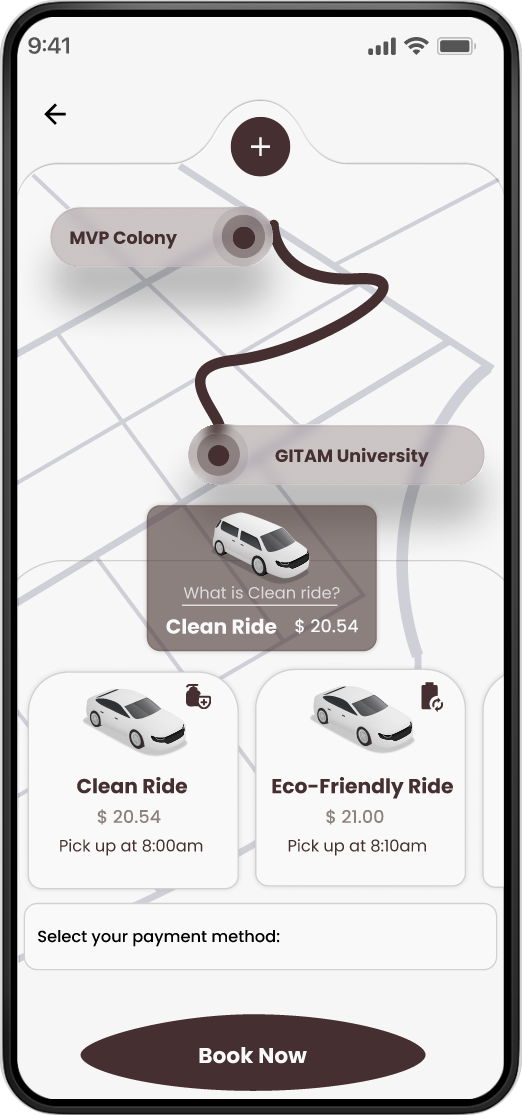 9:41
MVP Colony
GITAM University
What is Clean ride?
Clean Ride $ 20.54
Clean Ride
$ 20.54
Pick up at 8:00am
Eco-Friendly Ride
$ 21.00
Pick up at 8:10am
Select your payment method:
Book Now